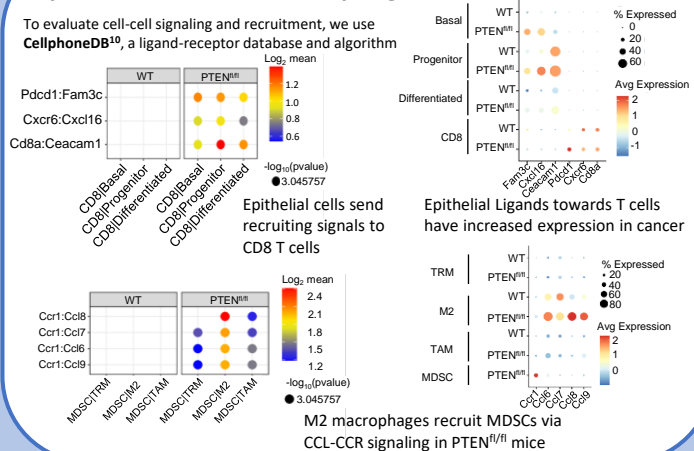 To evaluate cell-cell signaling and recruitment, we use
CellphoneDB10, a ligand-receptor database and algorithm
WT
PTENfl/fl
Pdcd1:Fam3c
Cxcr6:Cxcl16
Cd8a:Ceacam1
CD8|Basal
CD8|Progenitor
CD8|Differentiated
CD8|Basal
CD8|Progenitor
CD8|Differentiated
Log2 mean
1.2
1.0
0.8
0.6
-log10(pvalue)
3.045757
Epithelial cells send
recruiting signals to
CD8 T cells
Basal
WT
PTENfl/fl
Progenitor
WT
PTENfl/fl
Differentiated
WT
PTENfl/fl
CD8
WT
PTENfl/fl
Fam3c
Cxcl16
Ceacam1
Pdcd1
Cxcr6
Cd8a
% Expressed
0
20
40
60
Avg Expression
2
1
0
-1
Epithelial Ligands towards T cells
have increased expression in cancer
WT
PTENfl/fl
Ccr1:Ccl8
Ccr1:Ccl7
Ccr1:Ccl6
Ccr1:Ccl9
MDSC|TRM
MDSC|M2
MDSC|TAM
MDSC|TRM
MDSC|M2
MDSC|TAM
Log2 mean
2.4
2.1
1.8
1.5
1.2
-log10(pvalue)
3.045757
TRM
WT
PTENfl/fl
M2
WT
PTENfl/fl
TAM
WT
PTENfl/fl
MDSC
PTENfl/fl
Ccr1
Ccl6
Ccl7
Ccl8
Ccl9
% Expressed
20
40
60
80
Avg Expression
2
1
0
M2 macrophages recruit MDSCs via
CCL-CCR signaling in PTENfl/fl mice